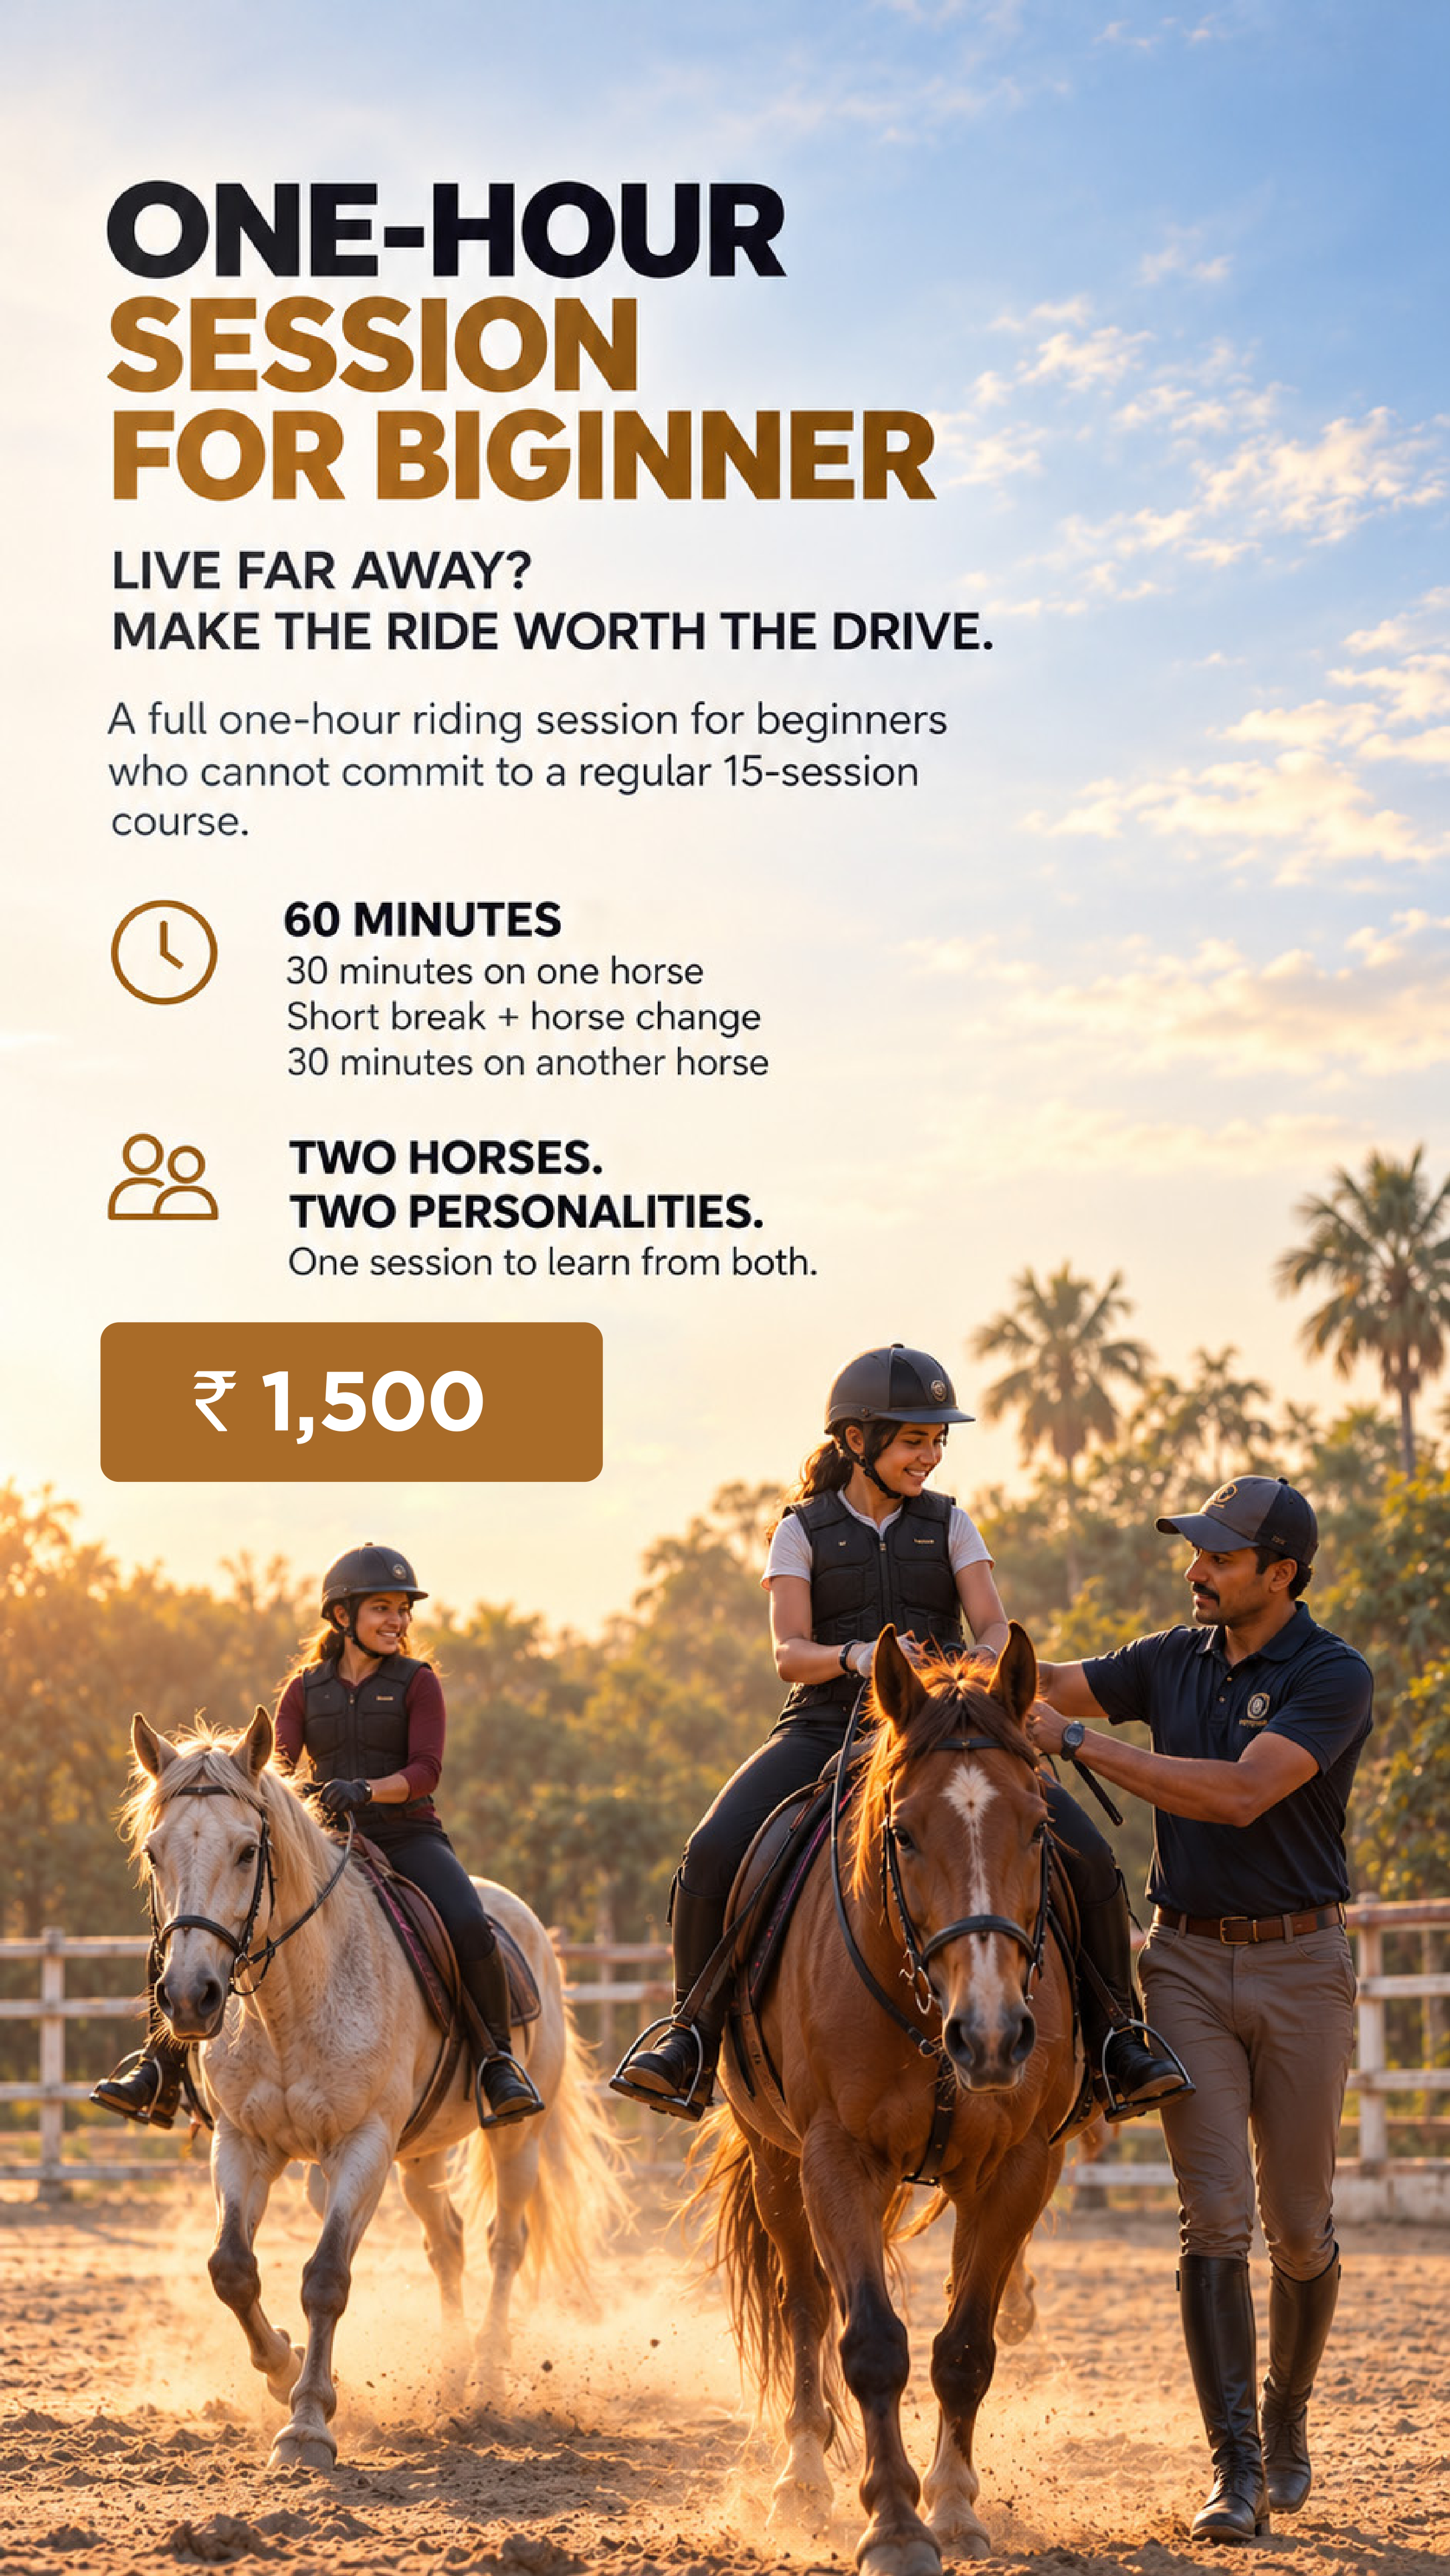 ONE-HOUR
SESSION
FOR BIGINNER
LIVE FAR AWAY?
MAKE THE RIDE WORTH THE DRIVE.
A full one-hour riding session for beginners
who cannot commit to a regular 15-session
course.
60 MINUTES
30 minutes on one horse
Short break + horse change
30 minutes on another horse
TWO HORSES.
TWO PERSONALITIES.
One session to learn from both.
₹ 1,500